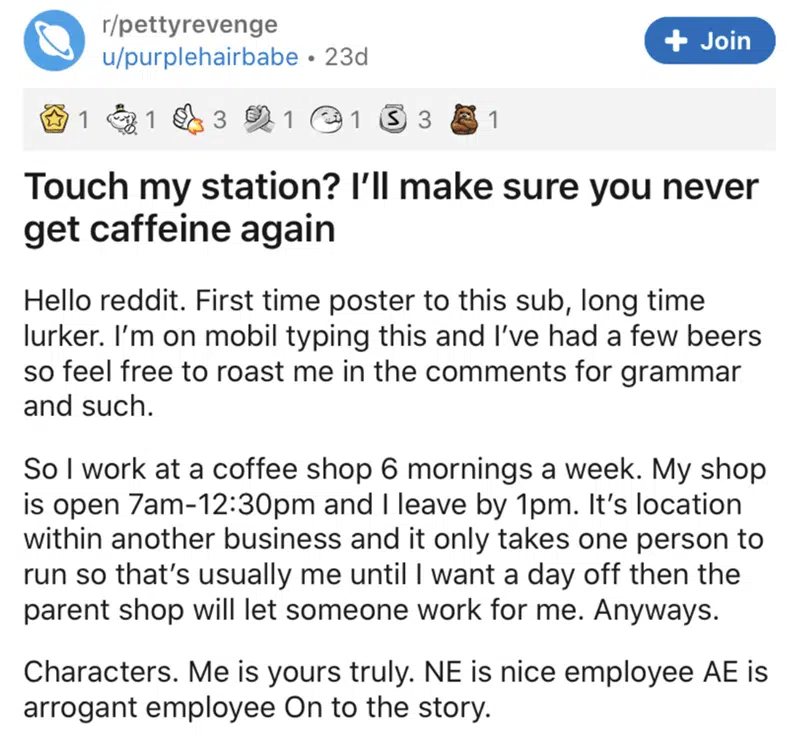 r/pettyrevenge
u/purplehairbabe • 23d
+ Join
1 1 3 1 1 S 3 1
Touch my station? I’ll make sure you never
get caffeine again
Hello reddit. First time poster to this sub, long time
lurker. I’m on mobil typing this and I’ve had a few beers
so feel free to roast me in the comments for grammar
and such.
So I work at a coffee shop 6 mornings a week. My shop
is open 7am-12:30pm and I leave by 1pm. It’s location
within another business and it only takes one person to
run so that’s usually me until I want a day off then the
parent shop will let someone work for me. Anyways.
Characters. Me is yours truly. NE is nice employee AE is
arrogant employee On to the story.